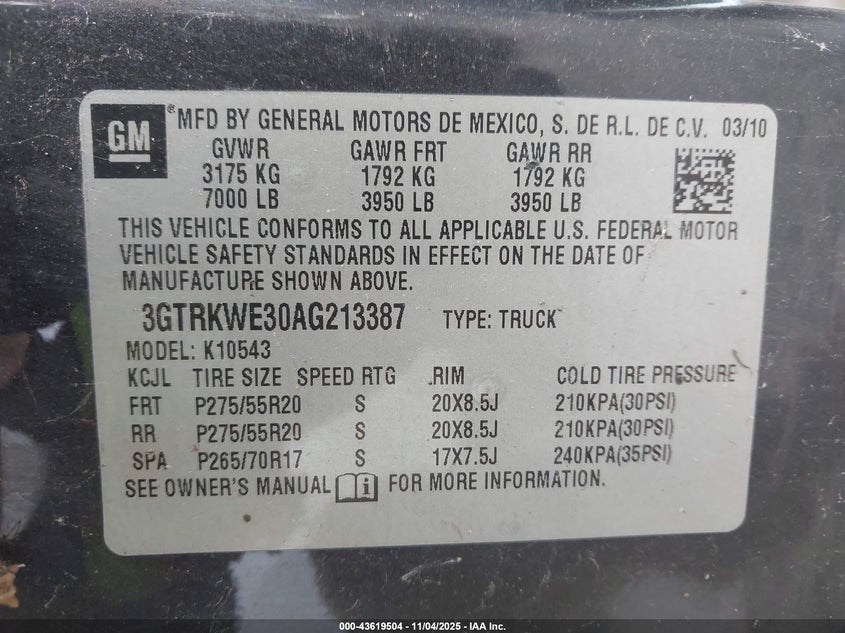 GM
MFD BY GENERAL MOTORS DE MEXICO, S. DE R.L. DE C.V. 03/10
GVWR GAWR FRT GAWR RR
3175 KG 1792 KG 1792 KG
7000 LB 3950 LB 3950 LB
THIS VEHICLE CONFORMS TO ALL APPLICABLE U.S. FEDERAL MOTOR
VEHICLE SAFETY STANDARDS IN EFFECT ON THE DATE OF
MANUFACTURE SHOWN ABOVE.
3GTRKWE30AG213387 TYPE: TRUCK
MODEL: K10543
KCJL TIRE SIZE SPEED RTG RIM COLD TIRE PRESSURE
FRT P275/55R20 S 20X8.5J 210KPA(30PSI)
RR P275/55R20 S 20X8.5J 210KPA(30PSI)
SPA P265/70R17 S 17X7.5J 240KPA(35PSI)
SEE OWNER'S MANUAL i FOR MORE INFORMATION.
000-43619504 - 11/04/2025 - IAA Inc.